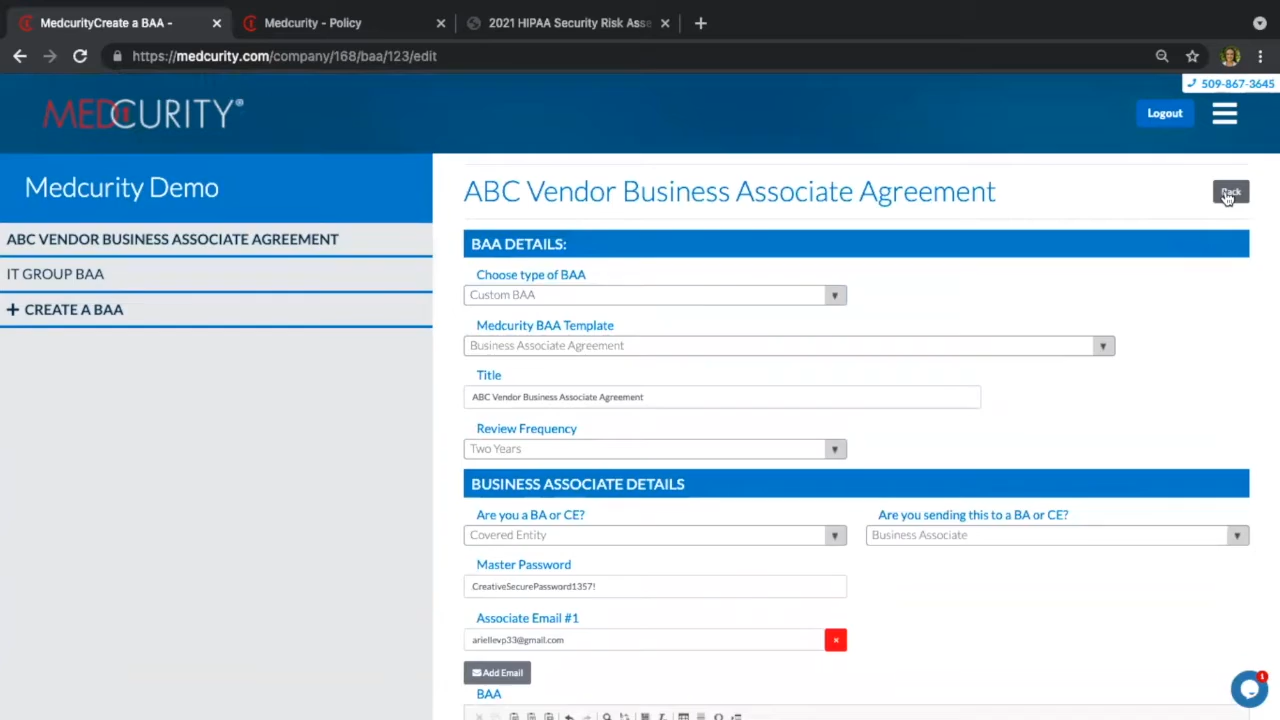 MedcurityCreate a BAA -
Medcurity - Policy
2021 HIPAA Security Risk Asse
https://medcurity.com/company/168/baa/123/edit
509-867-3645
MEDCURITY®
Logout
Medcurity Demo
ABC Vendor Business Associate Agreement
Back
ABC VENDOR BUSINESS ASSOCIATE AGREEMENT
IT GROUP BAA
+ CREATE A BAA
BAA DETAILS:
Choose type of BAA
Custom BAA
Medcurity BAA Template
Business Associate Agreement
Title
ABC Vendor Business Associate Agreement
Review Frequency
Two Years
BUSINESS ASSOCIATE DETAILS
Are you a BA or CE?
Are you sending this to a BA or CE?
Covered Entity
Business Associate
Master Password
CreativeSecurePassword1357!
Associate Email #1
ariellevp33@gmail.com
Add Email
BAA
1